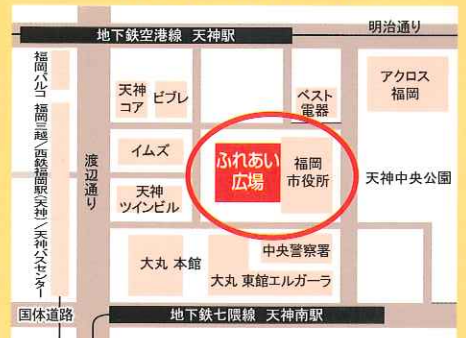 地下鉄空港線 天神駅
明治通り
福岡パルコ
福岡三越/西鉄福岡駅(天神)/天神バスセンター
渡辺通り
天神
コア
ビブレ
ベスト
電器
アクロス
福岡
イムズ
天神
ツインビル
ふれあい
広場
福岡
市役所
天神中央公園
大丸 本館
中央警察署
大丸 東館エルガーラ
国体道路
地下鉄七隈線 天神南駅